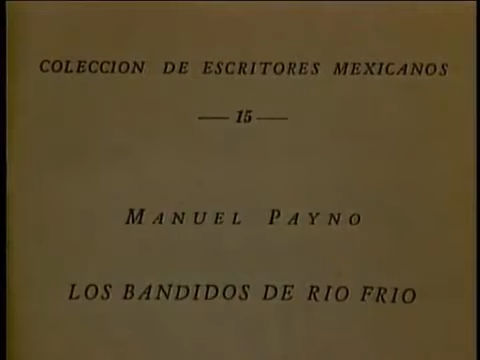 COLECCION DE ESCRITORES MEXICANOS
— 15 —
MANUEL PAYNO
LOS BANDIDOS DE RIO FRIO